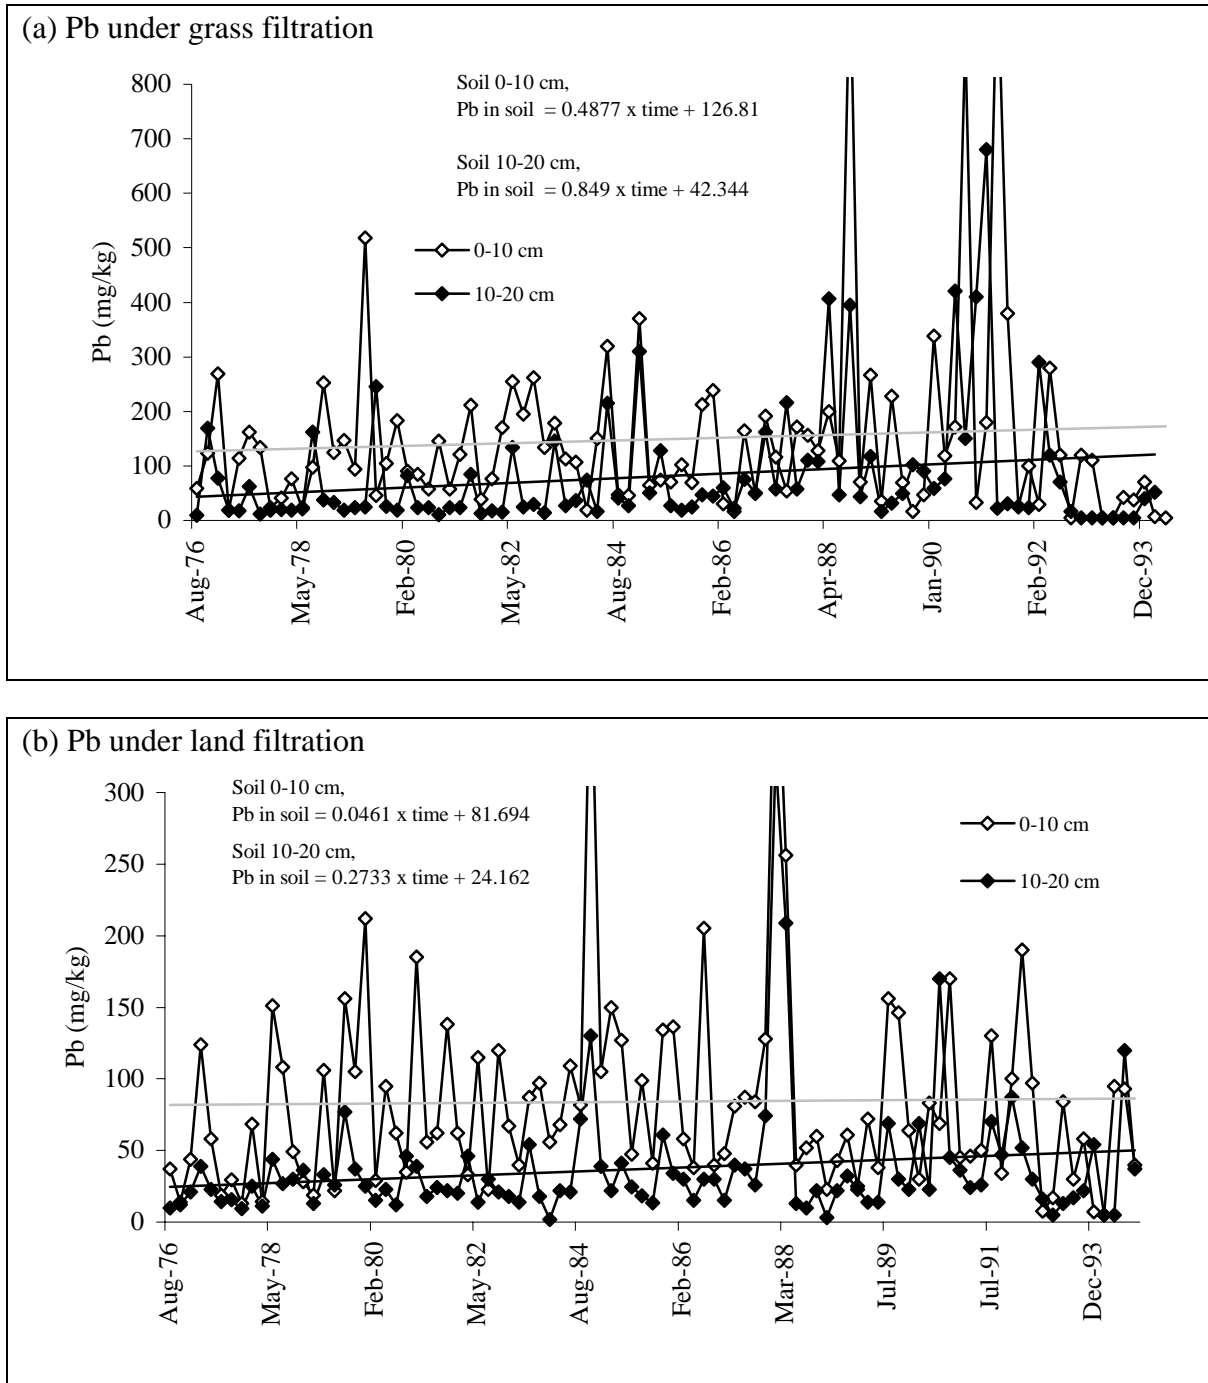 (a) Pb under grass filtration
Soil 0-10 cm,
Pb in soil = 0.4877 x time + 126.81
Soil 10-20 cm,
Pb in soil = 0.849 x time + 42.344
0-10 cm
10-20 cm
Pb (mg/kg)
800
700
600
500
400
300
200
100
0
Aug-76
May-78
Feb-80
May-82
Aug-84
Feb-86
Apr-88
Jan-90
Feb-92
Dec-93
(b) Pb under land filtration
Soil 0-10 cm,
Pb in soil = 0.0461 x time + 81.694
Soil 10-20 cm,
Pb in soil = 0.2733 x time + 24.162
0-10 cm
10-20 cm
Pb (mg/kg)
300
250
200
150
100
50
0
Aug-76
May-78
Feb-80
May-82
Aug-84
Feb-86
Mar-88
Jul-89
Jul-91
Dec-93